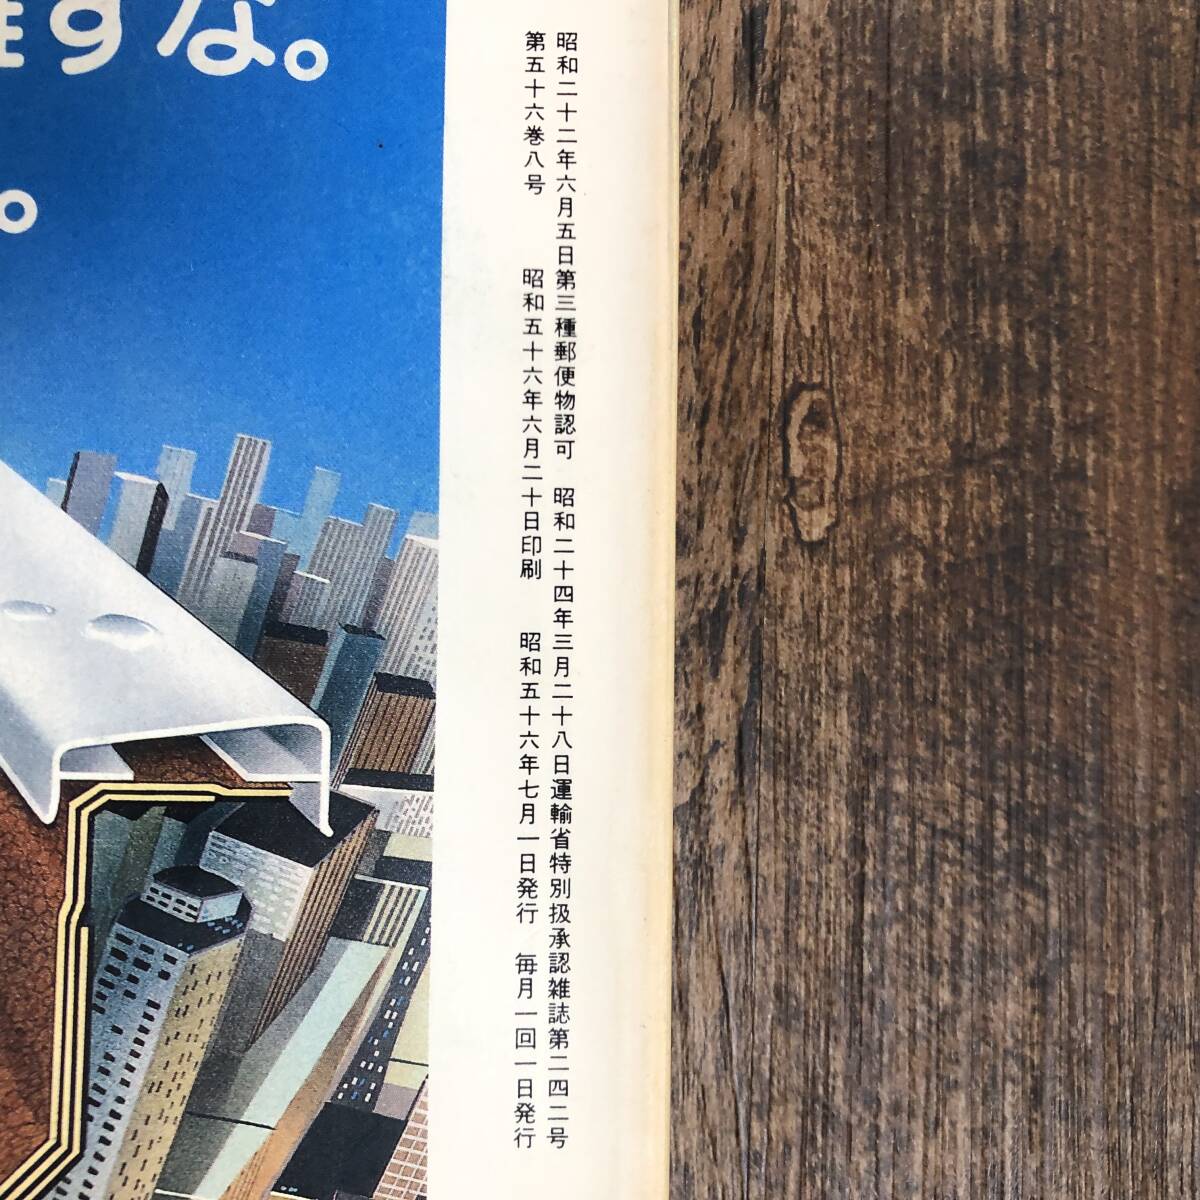 昭和二十二年六月五日第三種郵便物認可　昭和二十四年三月二十八日運輸省特別扱承認雑誌第二四二号
第五十六巻八号　昭和五十六年六月二十日印刷　昭和五十六年七月一日発行　毎月一回一日発行
すな。
。